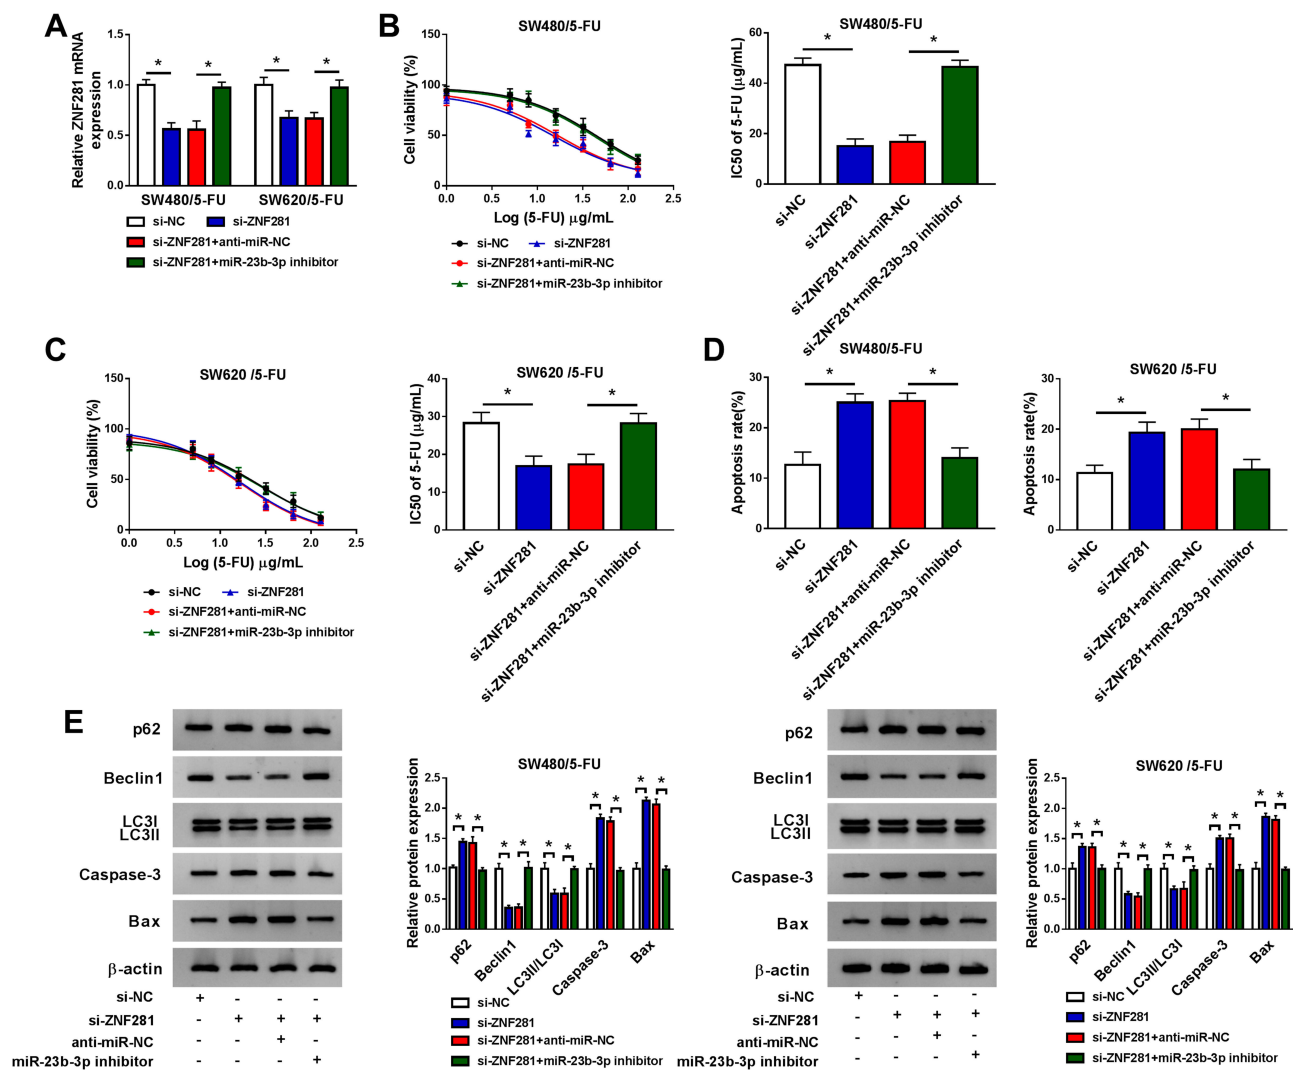 A
Relative ZNF281 mRNA
expression
1.5
1.0
0.5
0.0
* * * *
SW480/5-FU SW620/5-FU
si-NC si-ZNF281
si-ZNF281+anti-miR-NC
si-ZNF281+miR-23b-3p inhibitor
B
SW480/5-FU
Cell viability (%)
150
100
50
0
0.0 0.5 1.0 1.5 2.0 2.5
Log (5-FU) μg/mL
si-NC si-ZNF281
si-ZNF281+anti-miR-NC
si-ZNF281+miR-23b-3p inhibitor
SW480/5-FU
IC50 of 5-FU (μg/mL)
60
40
20
0
* *
si-NC
si-ZNF281
si-ZNF281+anti-miR-NC
si-ZNF281+miR-23b-3p inhibitor
C
SW620 /5-FU
Cell viability (%)
150
100
50
0
0.0 0.5 1.0 1.5 2.0 2.5
Log (5-FU) μg/mL
si-NC si-ZNF281
si-ZNF281+anti-miR-NC
si-ZNF281+miR-23b-3p inhibitor
SW620 /5-FU
IC50 of 5-FU (μg/mL)
40
30
20
10
0
* *
si-NC
si-ZNF281
si-ZNF281+anti-miR-NC
si-ZNF281+miR-23b-3p inhibitor
D
SW480/5-FU
Apoptosis rate(%)
30
20
10
0
* *
si-NC
si-ZNF281
si-ZNF281+anti-miR-NC
si-ZNF281+miR-23b-3p inhibitor
SW620 /5-FU
Apoptosis rate(%)
30
20
10
0
* *
si-NC
si-ZNF281
si-ZNF281+anti-miR-NC
si-ZNF281+miR-23b-3p inhibitor
E
p62
Beclin1
LC3I
LC3II
Caspase-3
Bax
β-actin
si-NC + - - -
si-ZNF281 - + + +
anti-miR-NC - - + -
miR-23b-3p inhibitor - - - +
SW480/5-FU
Relative protein expression
2.5
2.0
1.5
1.0
0.5
0.0
* * * * * * * * * *
p62
Beclin1
LC3II/LC3I
Caspase-3
Bax
si-NC
si-ZNF281
si-ZNF281+anti-miR-NC
si-ZNF281+miR-23b-3p inhibitor
p62
Beclin1
LC3I
LC3II
Caspase-3
Bax
β-actin
si-NC + - - -
si-ZNF281 - + + +
anti-miR-NC - - + -
miR-23b-3p inhibitor - - - +
SW620 /5-FU
Relative protein expression
2.5
2.0
1.5
1.0
0.5
0.0
* * * * * * * * * *
p62
Beclin1
LC3II/LC3I
Caspase-3
Bax
si-NC
si-ZNF281
si-ZNF281+anti-miR-NC
si-ZNF281+miR-23b-3p inhibitor